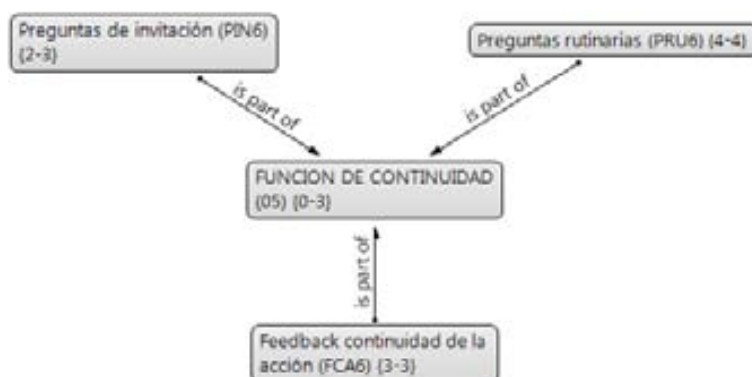 Preguntas de invitación (PIN6)
{2-3}
Preguntas rutinarias (PRU6) {4-4}
is part of
is part of
FUNCION DE CONTINUIDAD
(05) {0-3}
is part of
Feedback continuidad de la
acción (FCA6) {3-3}